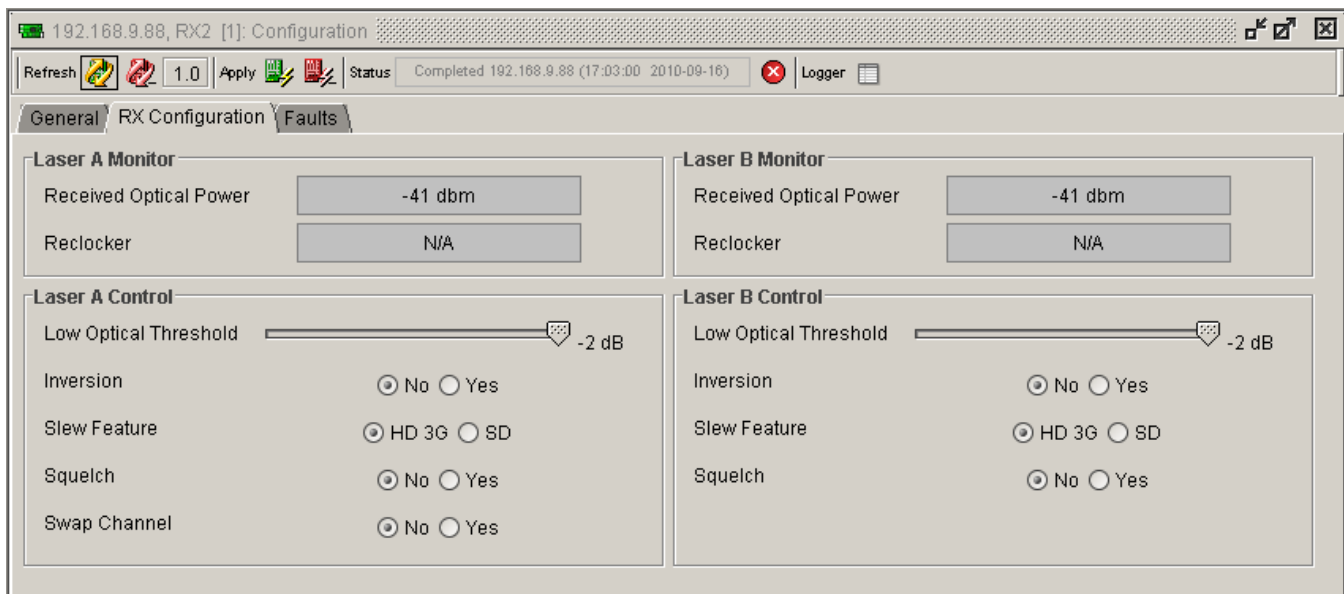 192.168.9.88, RX2 [1]: Configuration
Refresh 1.0 Apply Status Completed 192.168.9.88 (17:03:00 2010-09-16) Logger
General RX Configuration Faults
Laser A Monitor
Received Optical Power -41 dbm
Reclocker N/A
Laser B Monitor
Received Optical Power -41 dbm
Reclocker N/A
Laser A Control
Low Optical Threshold -2 dB
Inversion No Yes
Slew Feature HD 3G SD
Squelch No Yes
Swap Channel No Yes
Laser B Control
Low Optical Threshold -2 dB
Inversion No Yes
Slew Feature HD 3G SD
Squelch No Yes